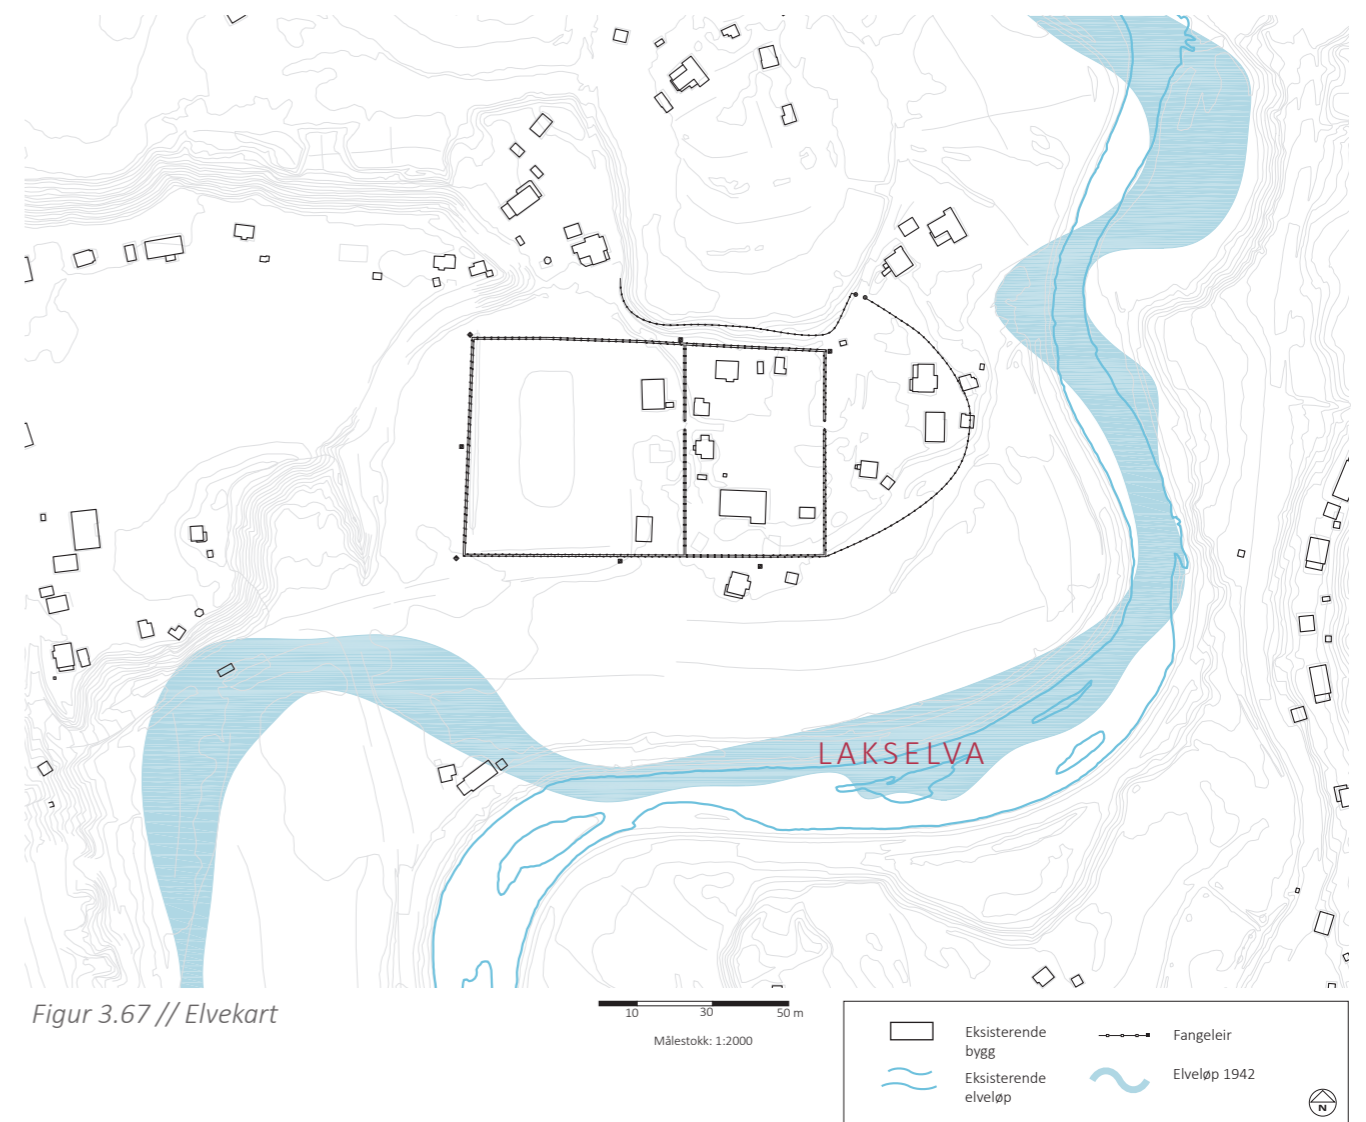 LAKSELVA
Figur 3.67 // Elvekart
10 30 50 m
Målestokk: 1:2000
Eksisterende
bygg
Fangeleir
Eksisterende
elveløp
Elveløp 1942
N